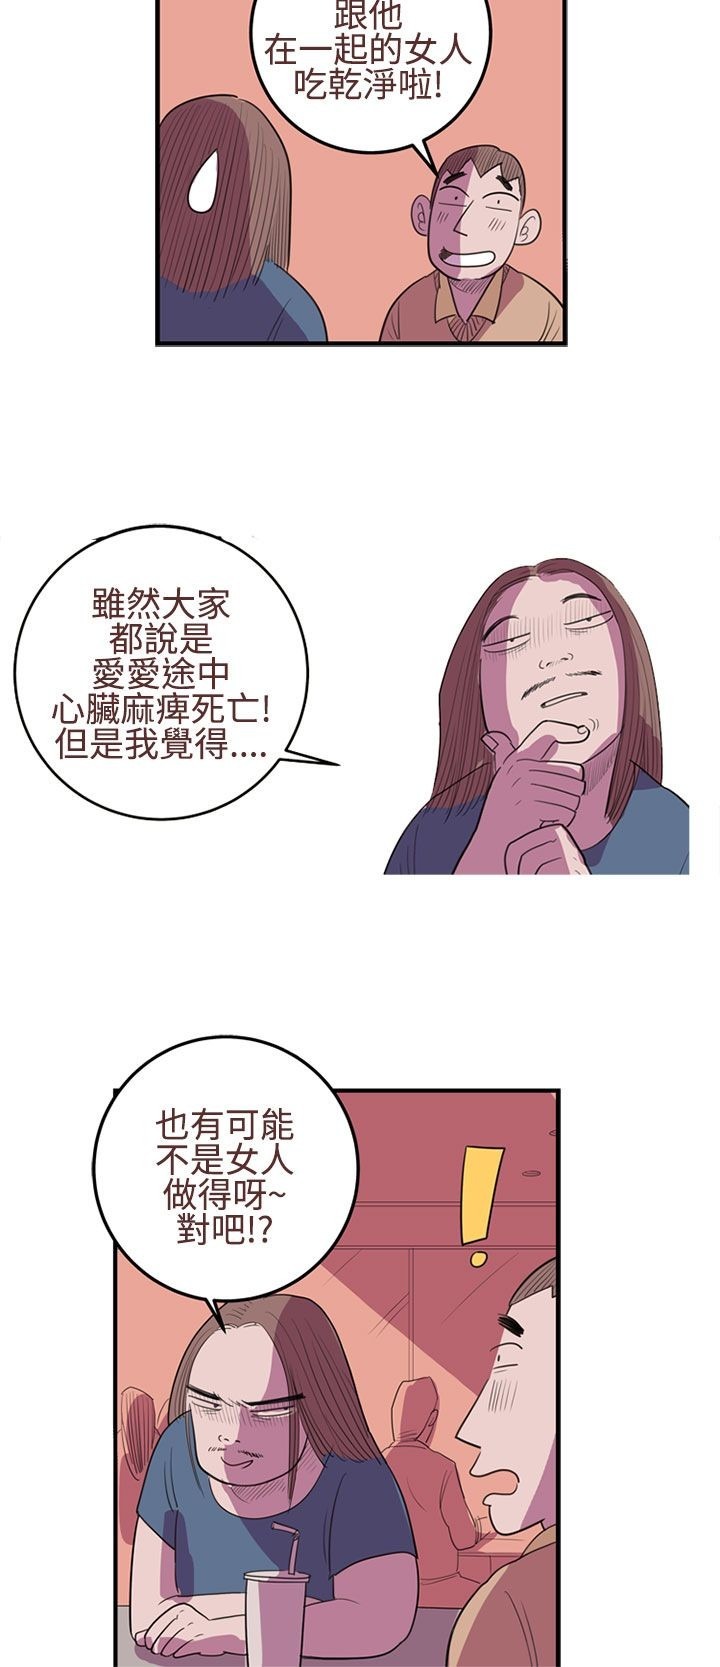 跟他
在一起的女人
吃乾淨啦!
雖然大家
都說是
愛愛途中
心臟麻痺死亡!
但是我覺得....
也有可能
不是女人
做得呀~
對吧!?